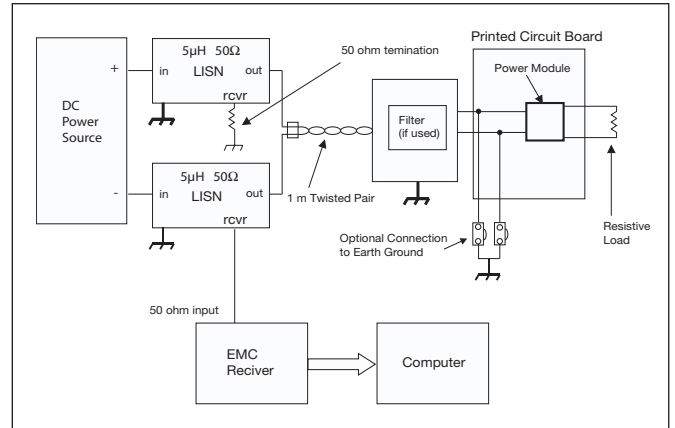 Printed Circuit Board
5µH 50Ω
LISN
+
in
out
rcvr
50 ohm temination
Power Module
DC
Power
Source
Filter
(if used)
5µH 50Ω
LISN
-
in
out
rcvr
1 m Twisted Pair
Resistive
Load
Optional Connection
to Earth Ground
50 ohm input
EMC
Reciver
Computer